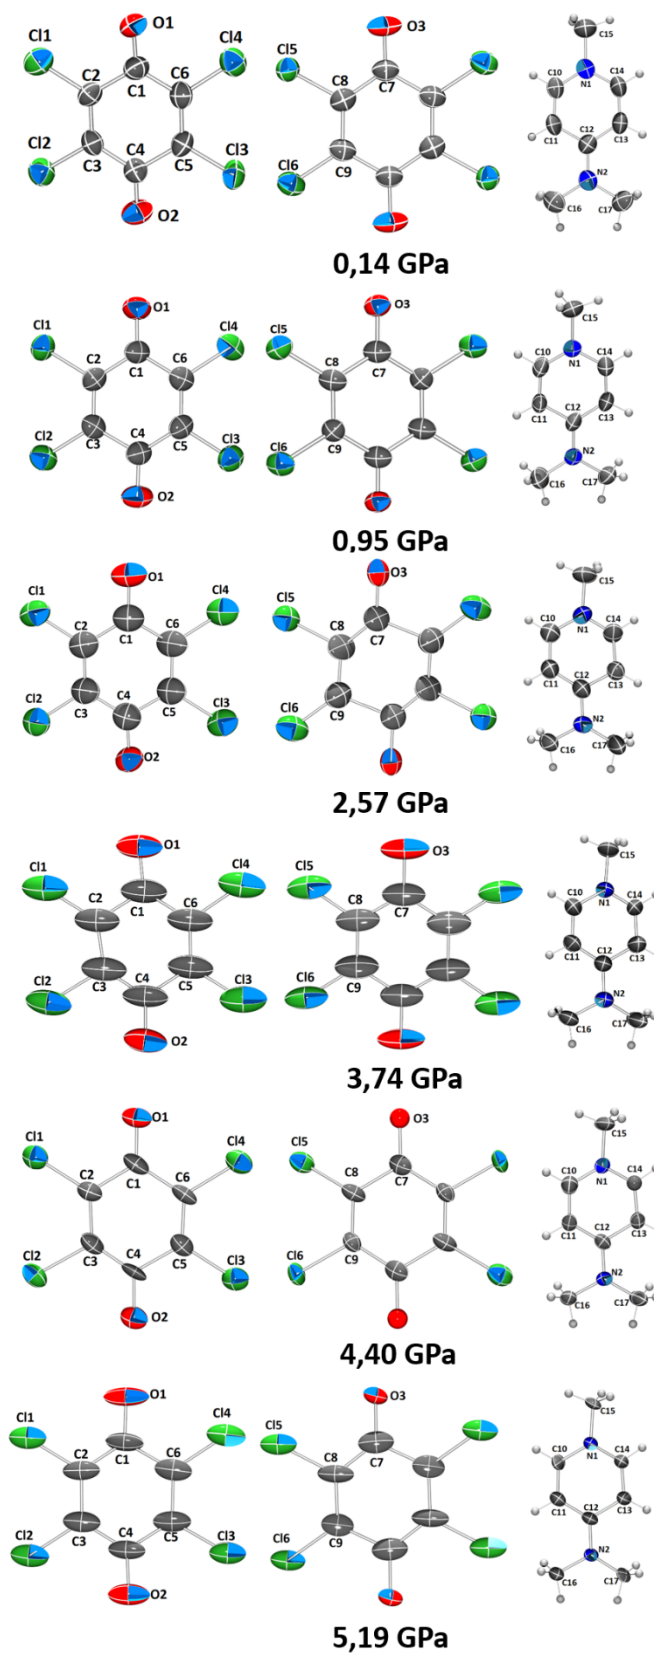 O1 O3 C15
Cl1 Cl4 Cl5 C10 C14
C2 C6 C8 C7 N1
C1 C11 C12 C13
Cl2 C4 Cl3 Cl6 C9 N2
C3 C5 C16 C17
O2
0,14 GPa
O1 O3 C15
Cl1 Cl4 Cl5 C10 C14
C2 C6 C8 C7 N1
C1 C11 C12 C13
Cl2 C4 Cl3 Cl6 C9 N2
C3 C5 C16 C17
O2
0,95 GPa
O1 O3 C15
Cl1 Cl4 Cl5 C10 C14
C2 C6 C8 C7 N1
C1 C11 C12 C13
Cl2 C4 Cl3 Cl6 C9 N2
C3 C5 C16 C17
O2
2,57 GPa
O1 O3 C15
Cl1 Cl4 Cl5 C10 C14
C2 C6 C8 C7 N1
C1 C11 C12 C13
Cl2 C4 Cl3 Cl6 C9 N2
C3 C5 C16 C17
O2
3,74 GPa
O1 O3 C15
Cl1 Cl4 Cl5 C10 C14
C2 C6 C8 C7 N1
C1 C11 C12 C13
Cl2 C4 Cl3 Cl6 C9 N2
C3 C5 C16 C17
O2
4,40 GPa
O1 O3 C15
Cl1 Cl4 Cl5 C10 C14
C2 C6 C8 C7 N1
C1 C11 C12 C13
Cl2 C4 Cl3 Cl6 C9 N2
C3 C5 C16 C17
O2
5,19 GPa